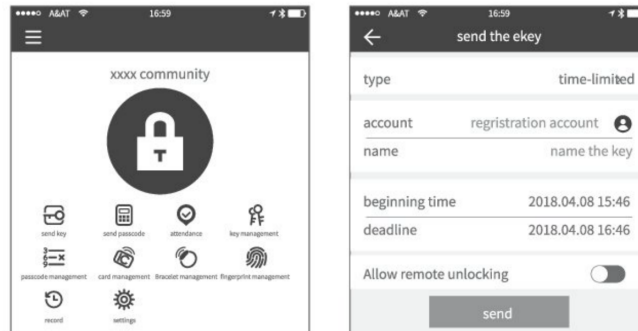 A&AT 16:59
xxxx community
T
send key send passcode attendance key management
passcode management card management Bracelet management fingerprint management
record settings
A&AT 16:59
send the ekey
type time-limited
account regristration account
name name the key
beginning time 2018.04.08 15:46
deadline 2018.04.08 16:46
Allow remote unlocking
send